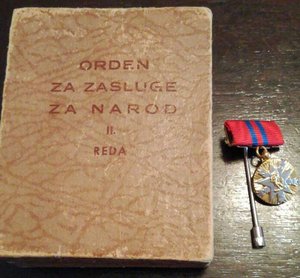 ORDEN
ZA ZASLUGE
ZA NAROD
II.
REDA